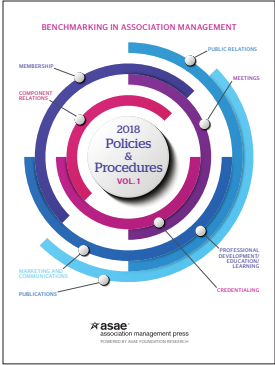 BENCHMARKING IN ASSOCIATION MANAGEMENT
PUBLIC RELATIONS
MEMBERSHIP
MEETINGS
COMPONENT
RELATIONS
2018
Policies
&
Procedures
VOL. 1
PROFESSIONAL
DEVELOPMENT/
EDUCATION/
LEARNING
MARKETING AND
COMMUNICATIONS
CREDENTIALING
PUBLICATIONS
asae
association management press
POWERED BY ASAE FOUNDATION RESEARCH